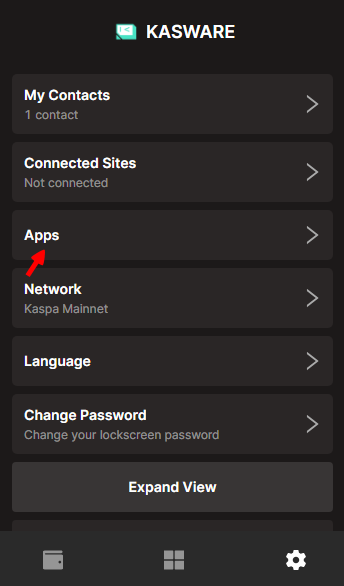 KASWARE
My Contacts
1 contact
Connected Sites
Not connected
Apps
Network
Kaspa Mainnet
Language
Change Password
Change your lockscreen password
Expand View